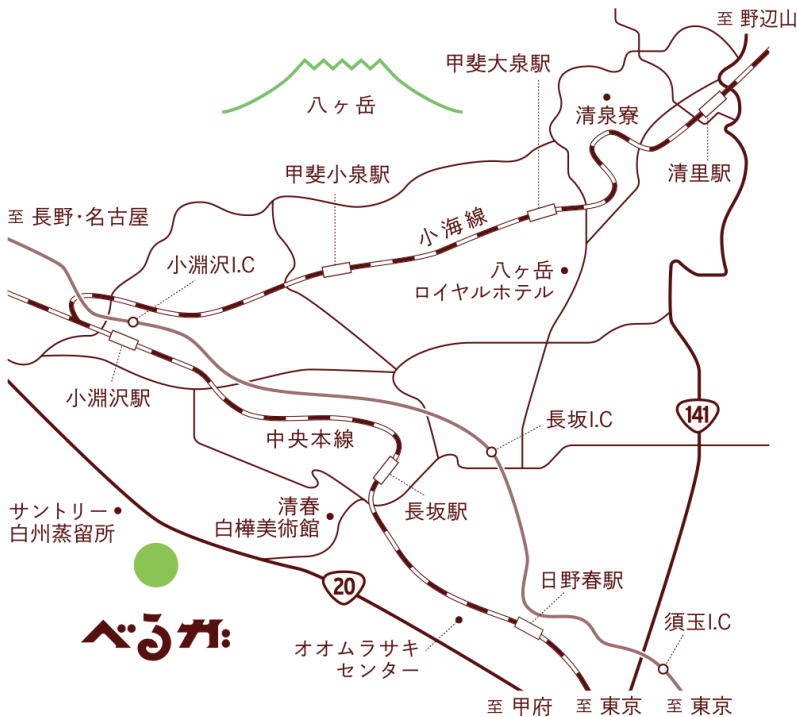 至 野辺山
甲斐大泉駅
八ヶ岳
清泉寮
清里駅
甲斐小泉駅
至 長野・名古屋
小海線
小淵沢I.C
八ヶ岳
ロイヤルホテル
小淵沢駅
141
長坂I.C
中央本線
清春
白樺美術館
長坂駅
サントリー
白州蒸留所
20
日野春駅
べるが
須玉I.C
オオムラサキ
センター
至 甲府
至 東京
至 東京